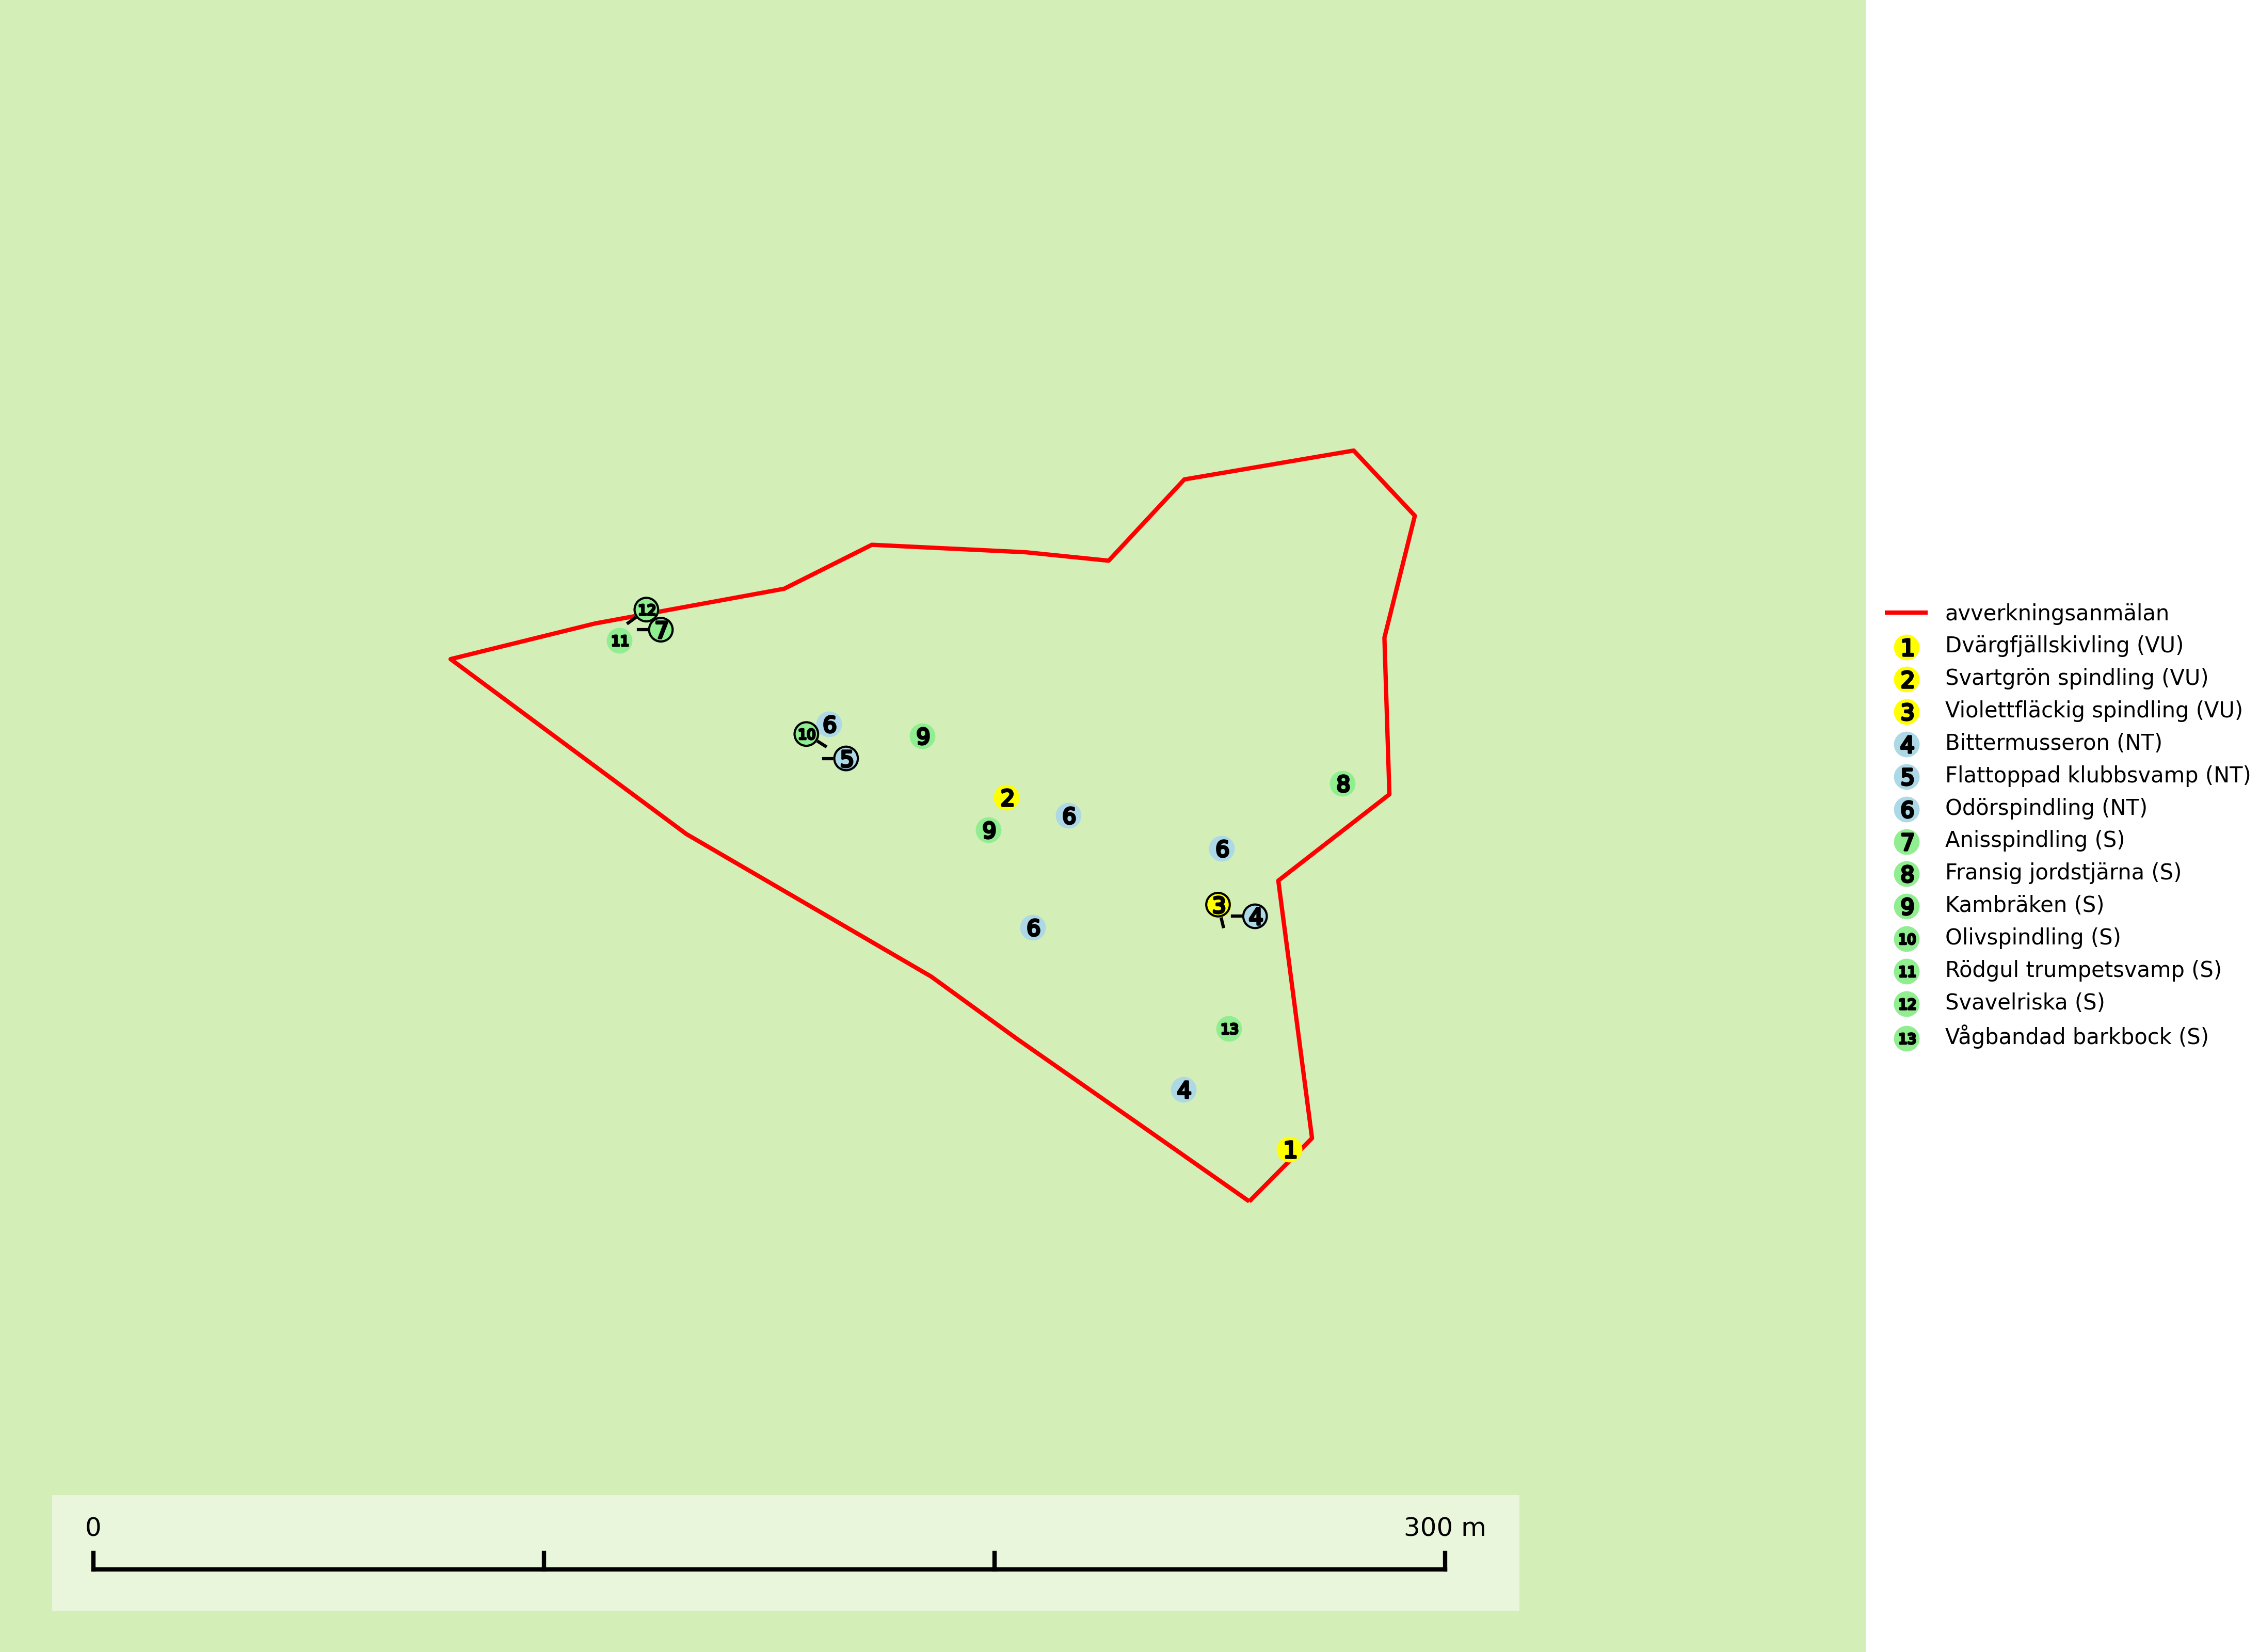 12
7
11
6
10
5
9
8
2
6
9
6
3
4
6
13
4
1
0 300 m
avverkningsanmälan
1 Dvärgfjällskivling (VU)
2 Svartgrön spindling (VU)
3 Violettfläckig spindling (VU)
4 Bittermusseron (NT)
5 Flattoppad klubbsvamp (NT)
6 Odörspindling (NT)
7 Anisspindling (S)
8 Fransig jordstjärna (S)
9 Kambräken (S)
10 Olivspindling (S)
11 Rödgul trumpetsvamp (S)
12 Svavelriska (S)
13 Vågbandad barkbock (S)